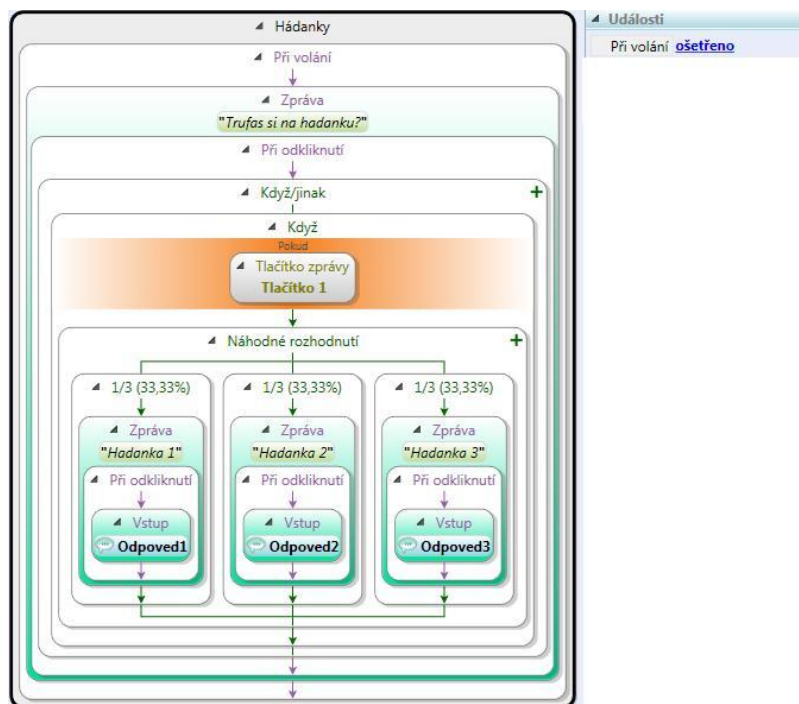 Hádanky
Při volání
Zpráva
"Trufas si na hadanku?"
Při odkliknutí
Když/jinak
Když
Pokud
Tlačítko zprávy
Tlačítko 1
Náhodné rozhodnutí
1/3 (33,33%) 1/3 (33,33%) 1/3 (33,33%)
Zpráva Zpráva Zpráva
"Hadanka 1" "Hadanka 2" "Hadanka 3"
Při odkliknutí Při odkliknutí Při odkliknutí
Vstup Vstup Vstup
Odpoved1 Odpoved2 Odpoved3
Události
Při volání ošetřeno